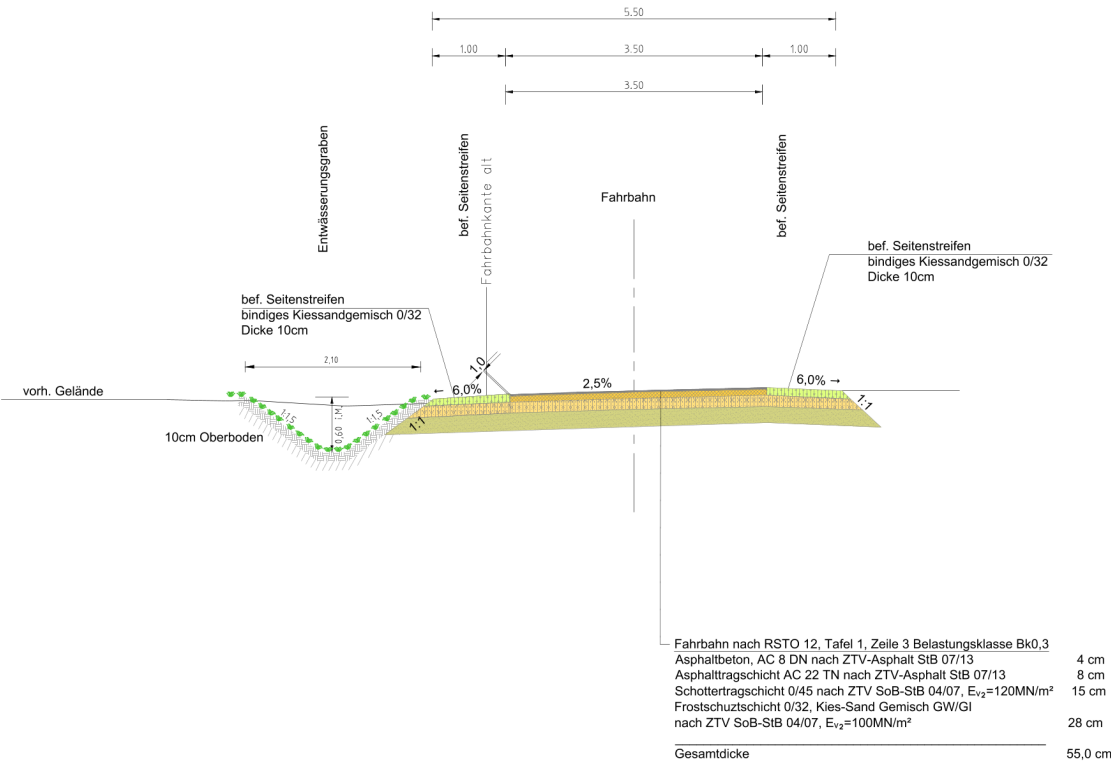 5.50
1.00
3.50
1.00
3.50
Entwässerungsgraben
bef. Seitenstreifen
Fahrbahnkante alt
Fahrbahn
bef. Seitenstreifen
bef. Seitenstreifen
bindiges Kiessandgemisch 0/32
Dicke 10cm
bef. Seitenstreifen
bindiges Kiessandgemisch 0/32
Dicke 10cm
2,10
1,0
vorh. Gelände
← 6,0%
2,5%
6,0% →
1:1,5
0,60 i.M.
1:1,5
1:1
1:1
10cm Oberboden
Fahrbahn nach RSTO 12, Tafel 1, Zeile 3 Belastungsklasse Bk0,3
Asphaltbeton, AC 8 DN nach ZTV-Asphalt StB 07/13 4 cm
Asphalttragschicht AC 22 TN nach ZTV-Asphalt StB 07/13 8 cm
Schottertragschicht 0/45 nach ZTV SoB-StB 04/07, Ev₂=120MN/m² 15 cm
Frostschuztschicht 0/32, Kies-Sand Gemisch GW/GI
nach ZTV SoB-StB 04/07, Ev₂=100MN/m² 28 cm
Gesamtdicke 55,0 cm